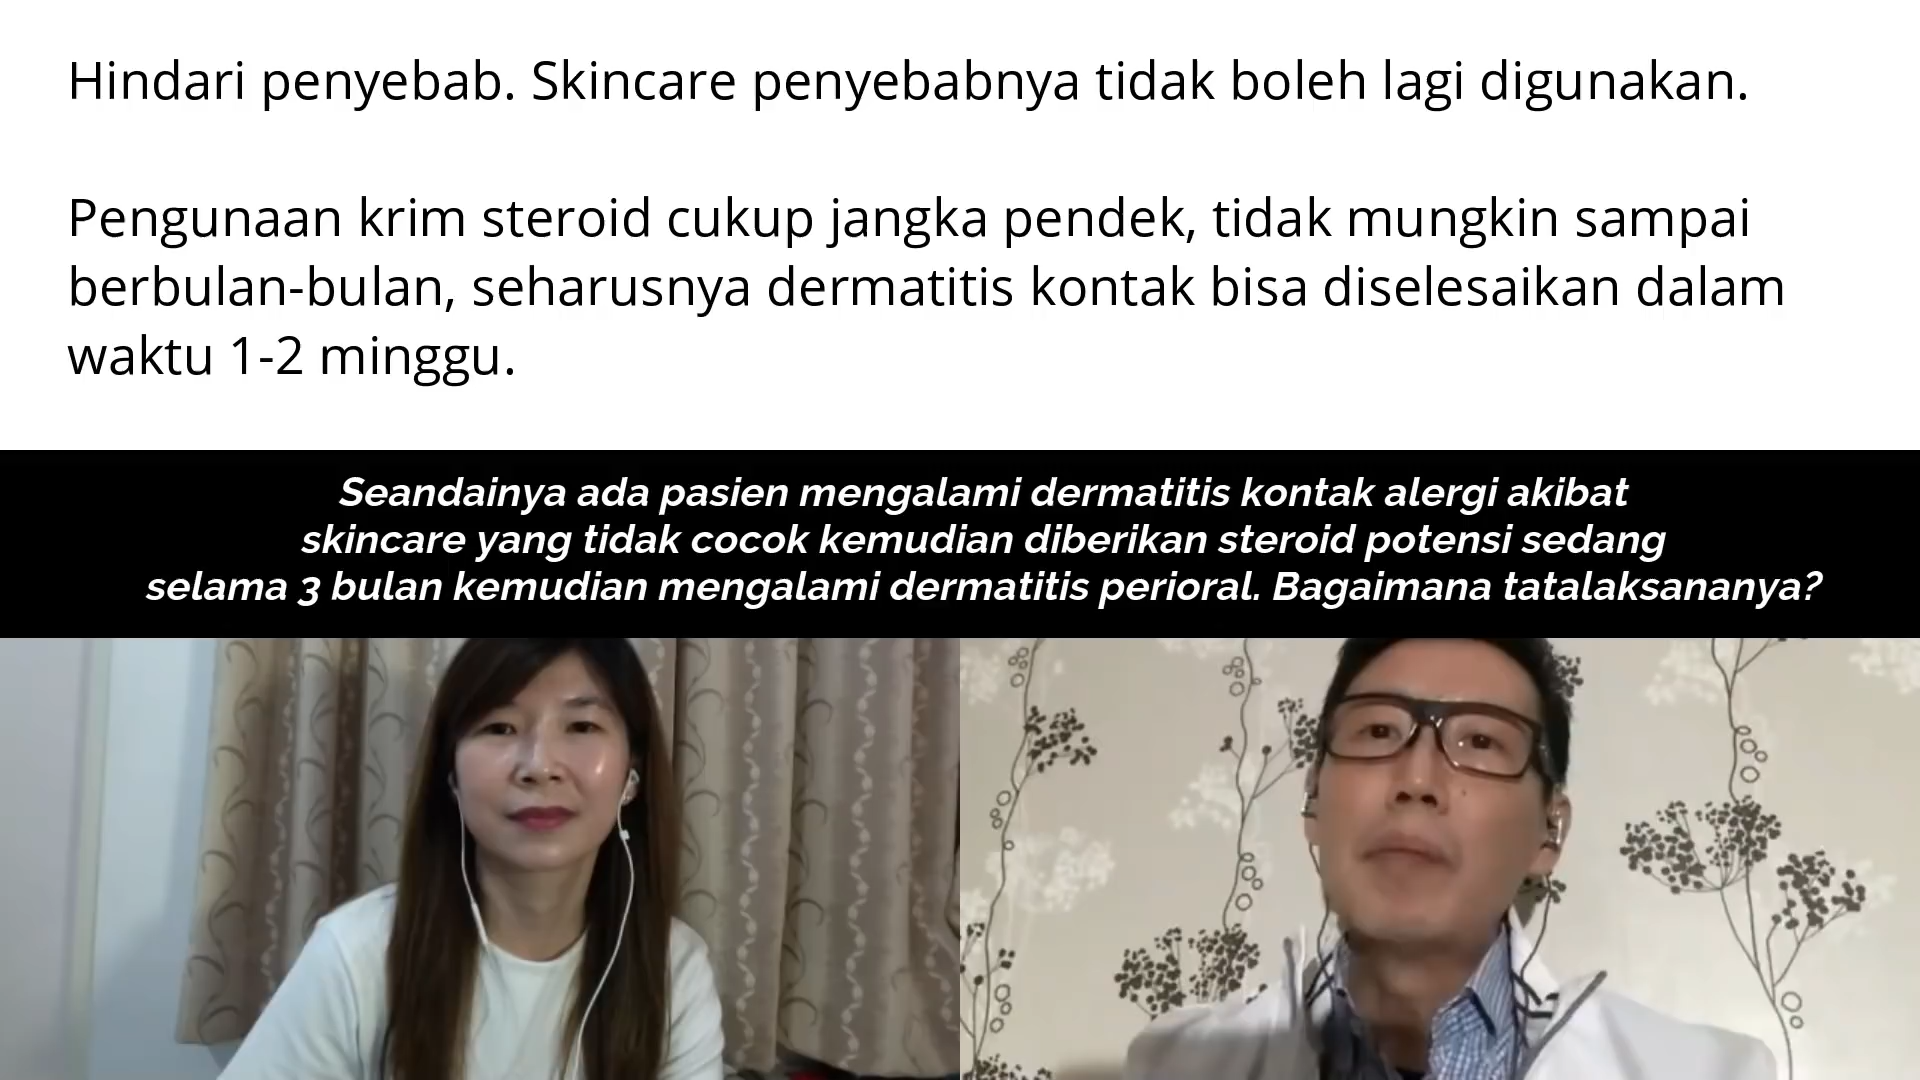 Hindari penyebab. Skincare penyebabnya tidak boleh lagi digunakan.
Pengunaan krim steroid cukup jangka pendek, tidak mungkin sampai
berbulan-bulan, seharusnya dermatitis kontak bisa diselesaikan dalam
waktu 1-2 minggu.
Seandainya ada pasien mengalami dermatitis kontak alergi akibat
skincare yang tidak cocok kemudian diberikan steroid potensi sedang
selama 3 bulan kemudian mengalami dermatitis perioral. Bagaimana tatalaksananya?